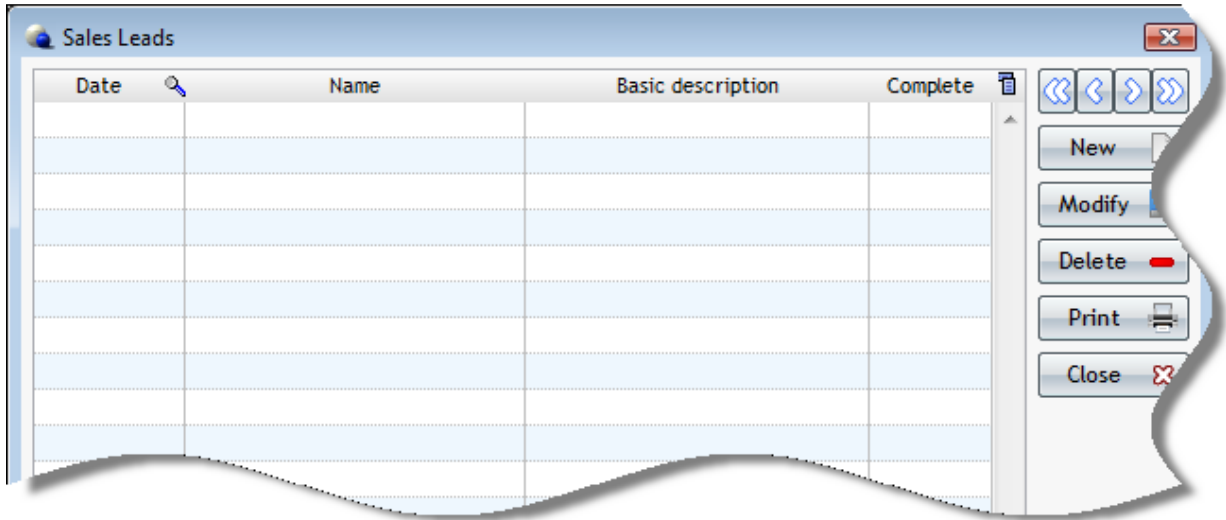 Sales Leads
Date Name Basic description Complete
New
Modify
Delete
Print
Close